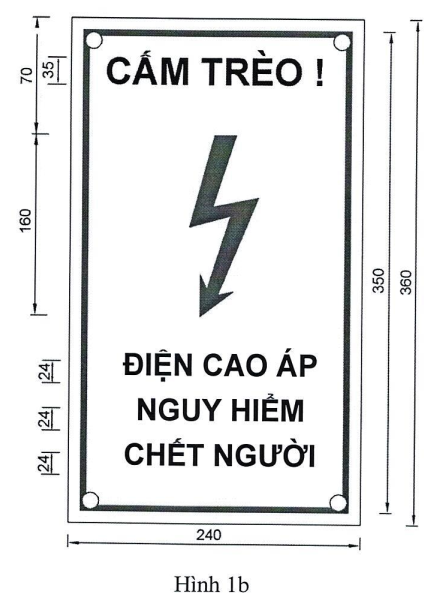 CẤM TRÈO !
70
35
160
350
360
ĐIỆN CAO ÁP
24
NGUY HIỂM
24
CHẾT NGƯỜI
24
240
Hình 1b